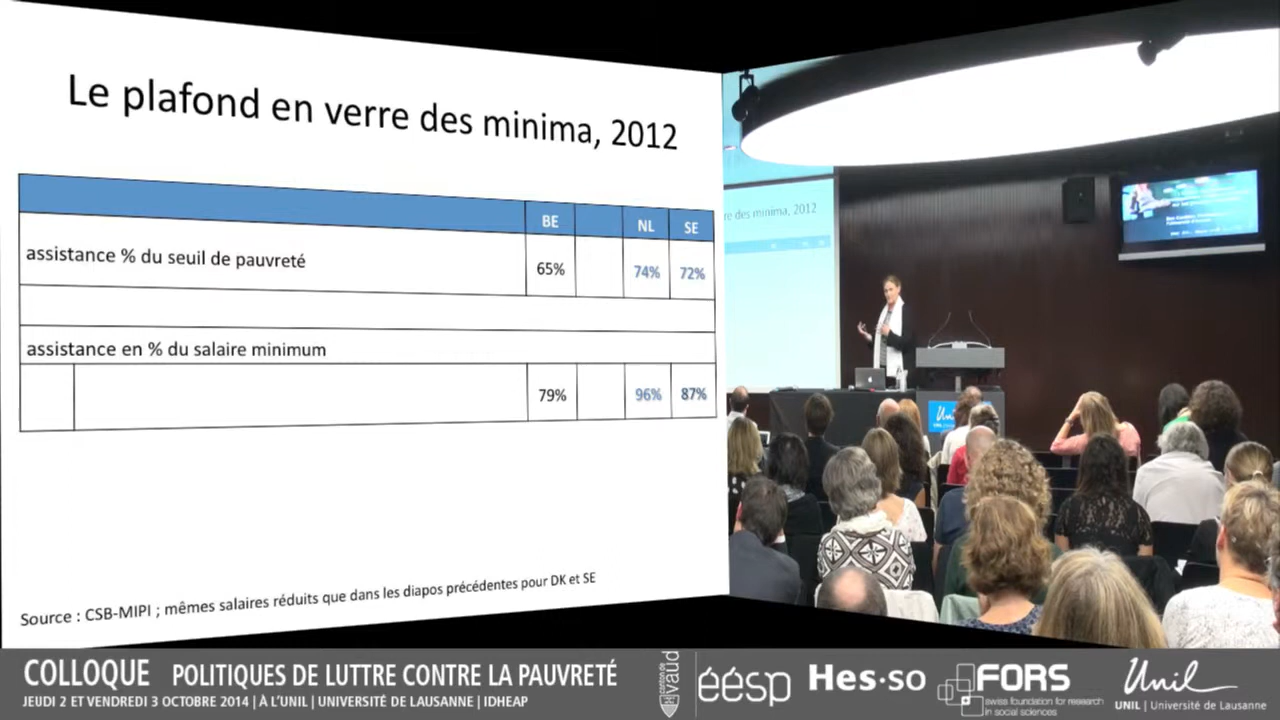 Le plafond en verre des minima, 2012
BE NL SE
assistance % du seuil de pauvreté 65% 74% 72%
assistance en % du salaire minimum
79% 96% 87%
Source : CSB-MIPI ; mêmes salaires réduits que dans les diapos précédentes pour DK et SE
re des minima, 2012
Unil
COLLOQUE POLITIQUES DE LUTTRE CONTRE LA PAUVRETÉ
JEUDI 2 ET VENDREDI 3 OCTOBRE 2014 | À L'UNIL | UNIVERSITÉ DE LAUSANNE | IDHEAP
canton de vaud
éésp
Hes·so
FORS
swiss foundation for research
in social sciences
Unil
UNIL | Université de Lausanne